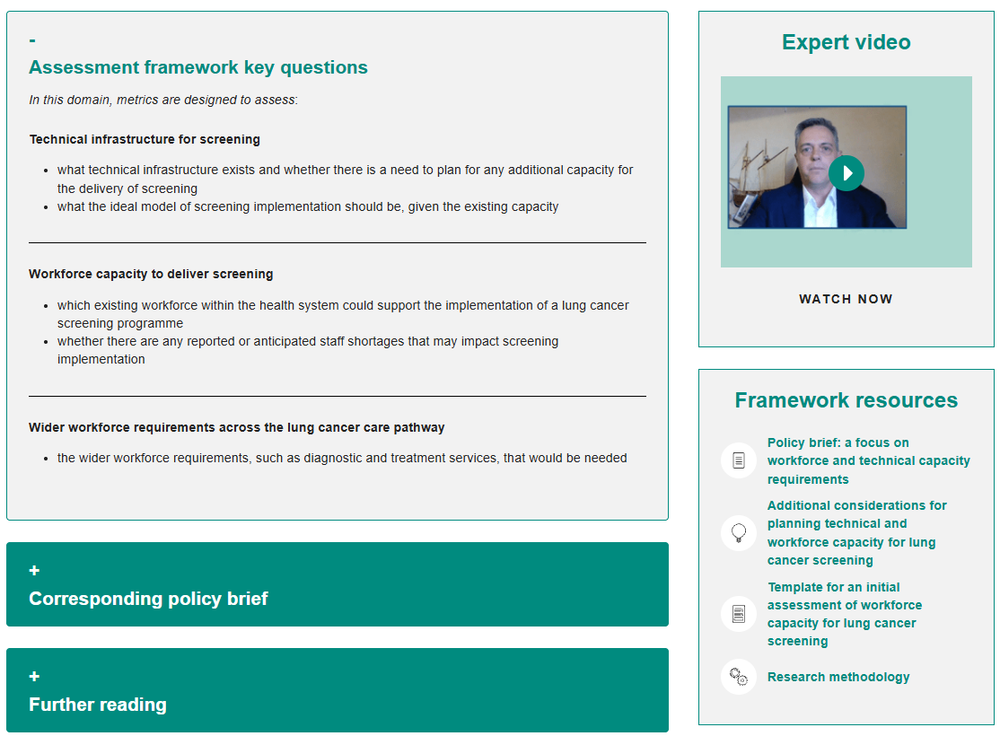 -
Assessment framework key questions
In this domain, metrics are designed to assess:
Technical infrastructure for screening
• what technical infrastructure exists and whether there is a need to plan for any additional capacity for
the delivery of screening
• what the ideal model of screening implementation should be, given the existing capacity
Workforce capacity to deliver screening
• which existing workforce within the health system could support the implementation of a lung cancer
screening programme
• whether there are any reported or anticipated staff shortages that may impact screening
implementation
Wider workforce requirements across the lung cancer care pathway
• the wider workforce requirements, such as diagnostic and treatment services, that would be needed
+
Corresponding policy brief
+
Further reading
Expert video
WATCH NOW
Framework resources
Policy brief: a focus on
workforce and technical capacity
requirements
Additional considerations for
planning technical and
workforce capacity for lung
cancer screening
Template for an initial
assessment of workforce
capacity for lung cancer
screening
Research methodology